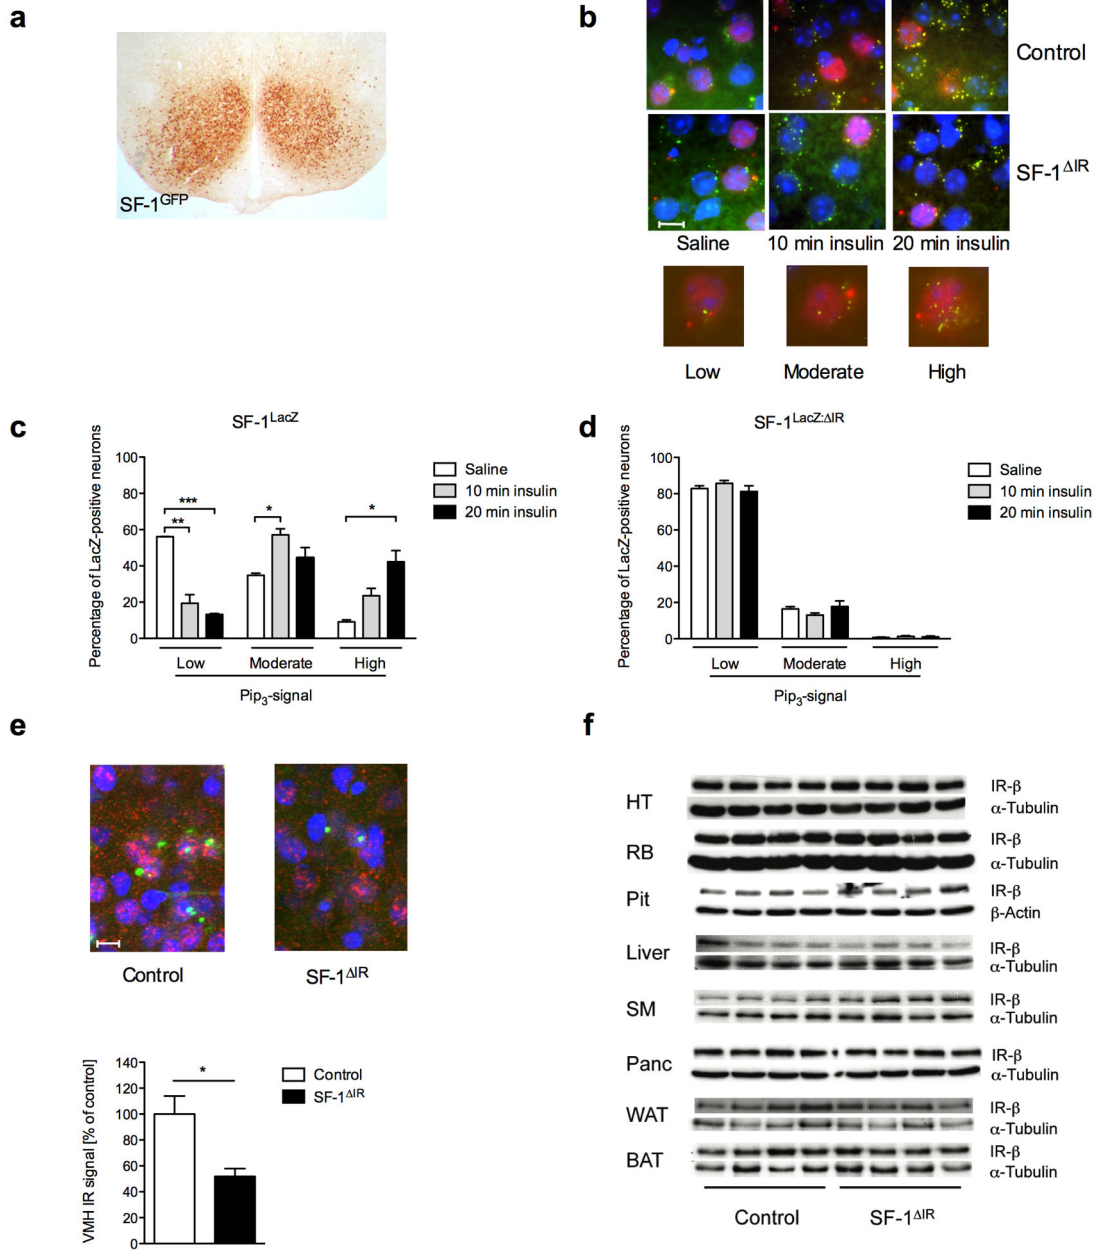 a
SF-1GFP
b
Control
SF-1ΔIR
Saline 10 min insulin 20 min insulin
Low Moderate High
c
SF-1LacZ
Percentage of LacZ-positive neurons
100
80
60
40
20
0
***
**
*
*
Saline
10 min insulin
20 min insulin
Low Moderate High
Pip3-signal
d
SF-1LacZ:ΔIR
Percentage of LacZ-positive neurons
100
80
60
40
20
0
Saline
10 min insulin
20 min insulin
Low Moderate High
Pip3-signal
e
Control SF-1ΔIR
VMH IR signal [% of control]
140
120
100
80
60
40
20
0
*
Control
SF-1ΔIR
f
HT
IR-β
α-Tubulin
RB
IR-β
α-Tubulin
Pit
IR-β
β-Actin
Liver
IR-β
α-Tubulin
SM
IR-β
α-Tubulin
Panc
IR-β
α-Tubulin
WAT
IR-β
α-Tubulin
BAT
IR-β
α-Tubulin
Control SF-1ΔIR